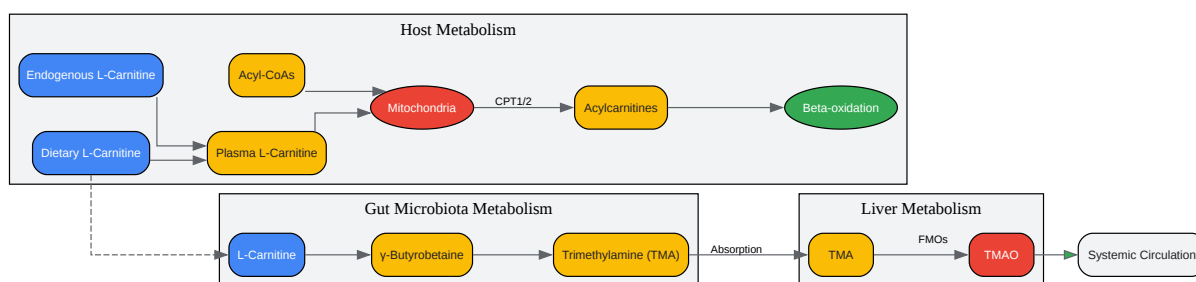 Host Metabolism
Endogenous L-Carnitine
Acyl-CoAs
Mitochondria
CPT1/2
Acylcarnitines
Beta-oxidation
Dietary L-Carnitine
Plasma L-Carnitine
Gut Microbiota Metabolism
Liver Metabolism
L-Carnitine
γ-Butyrobetaine
Trimethylamine (TMA)
Absorption
TMA
FMOs
TMAO
Systemic Circulation